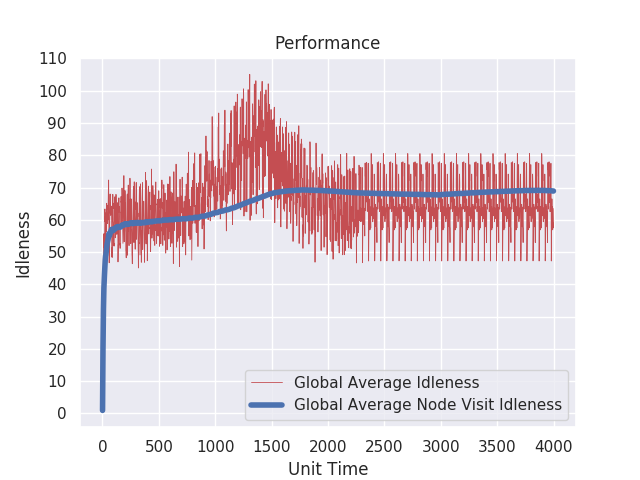 Performance
110
100
90
80
70
60
50
40
30
20
10
0
Idleness
Global Average Idleness
Global Average Node Visit Idleness
0 500 1000 1500 2000 2500 3000 3500 4000
Unit Time